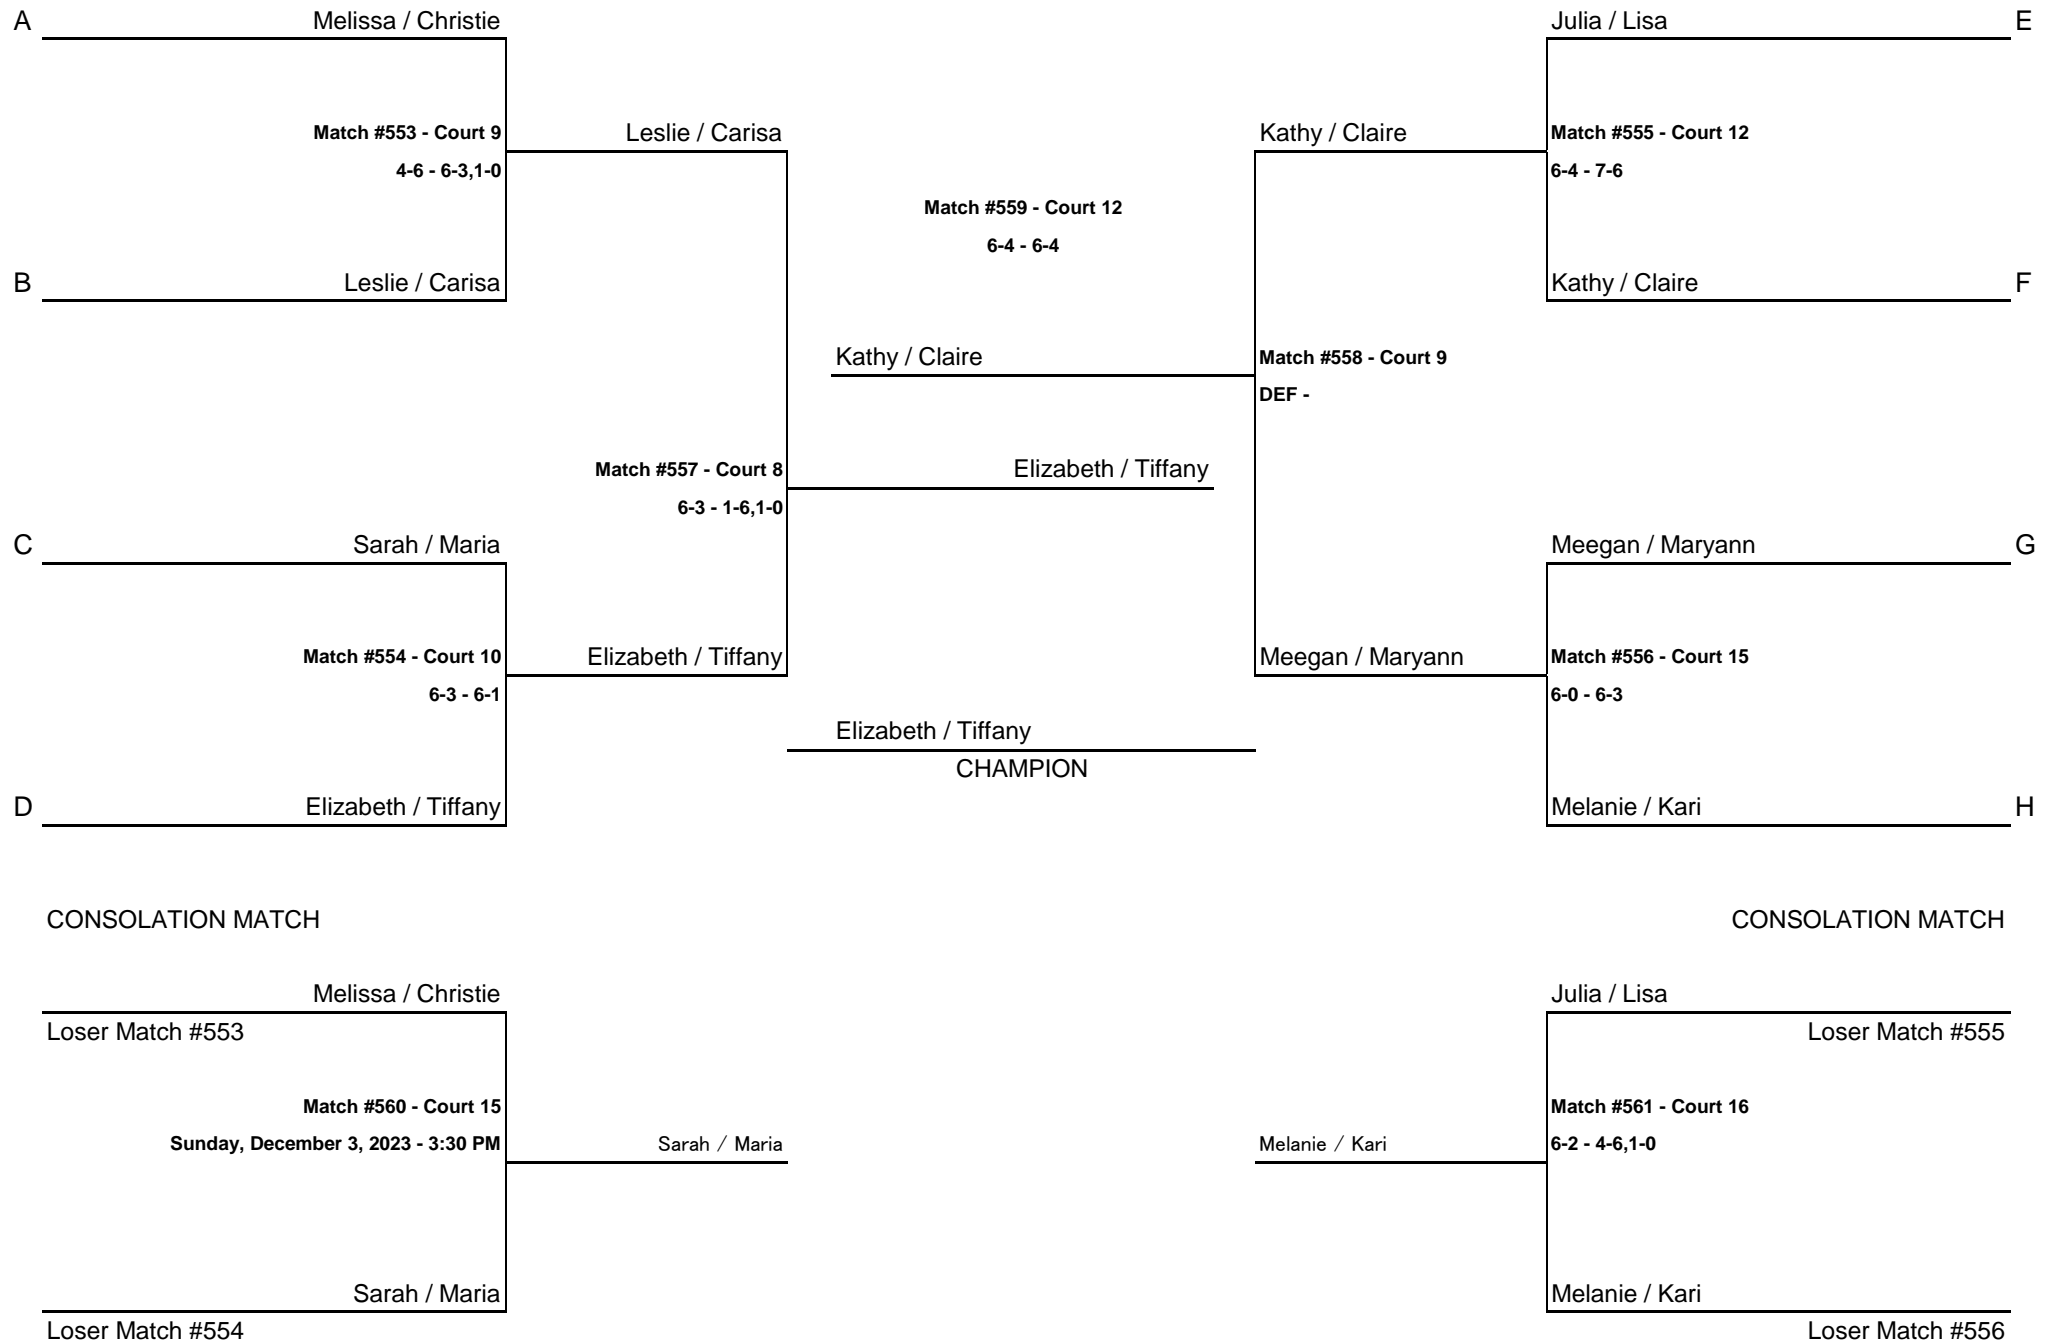 A
Melissa / Christie
Julia / Lisa
E
Match #553 - Court 9
Leslie / Carisa
Kathy / Claire
Match #555 - Court 12
4-6 - 6-3,1-0
6-4 - 7-6
Match #559 - Court 12
6-4 - 6-4
B
Leslie / Carisa
Kathy / Claire
F
Kathy / Claire
Match #558 - Court 9
DEF -
Match #557 - Court 8
Elizabeth / Tiffany
6-3 - 1-6,1-0
C
Sarah / Maria
Meegan / Maryann
G
Match #554 - Court 10
Elizabeth / Tiffany
Meegan / Maryann
Match #556 - Court 15
6-3 - 6-1
6-0 - 6-3
Elizabeth / Tiffany
CHAMPION
D
Elizabeth / Tiffany
Melanie / Kari
H
CONSOLATION MATCH
CONSOLATION MATCH
Melissa / Christie
Julia / Lisa
Loser Match #553
Loser Match #555
Match #560 - Court 15
Match #561 - Court 16
Sunday, December 3, 2023 - 3:30 PM
Sarah / Maria
Melanie / Kari
6-2 - 4-6,1-0
Sarah / Maria
Melanie / Kari
Loser Match #554
Loser Match #556